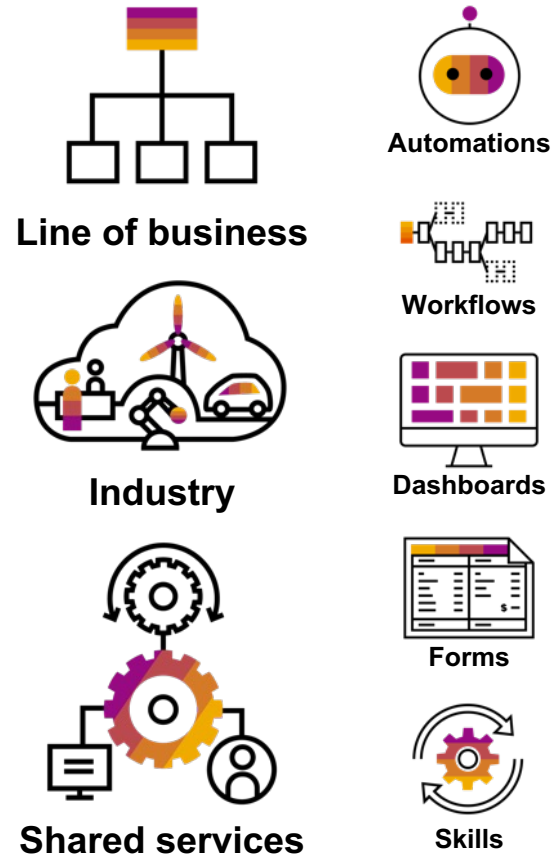 Line of business
Industry
Shared services
Automations
Workflows
Dashboards
$
Forms
Skills